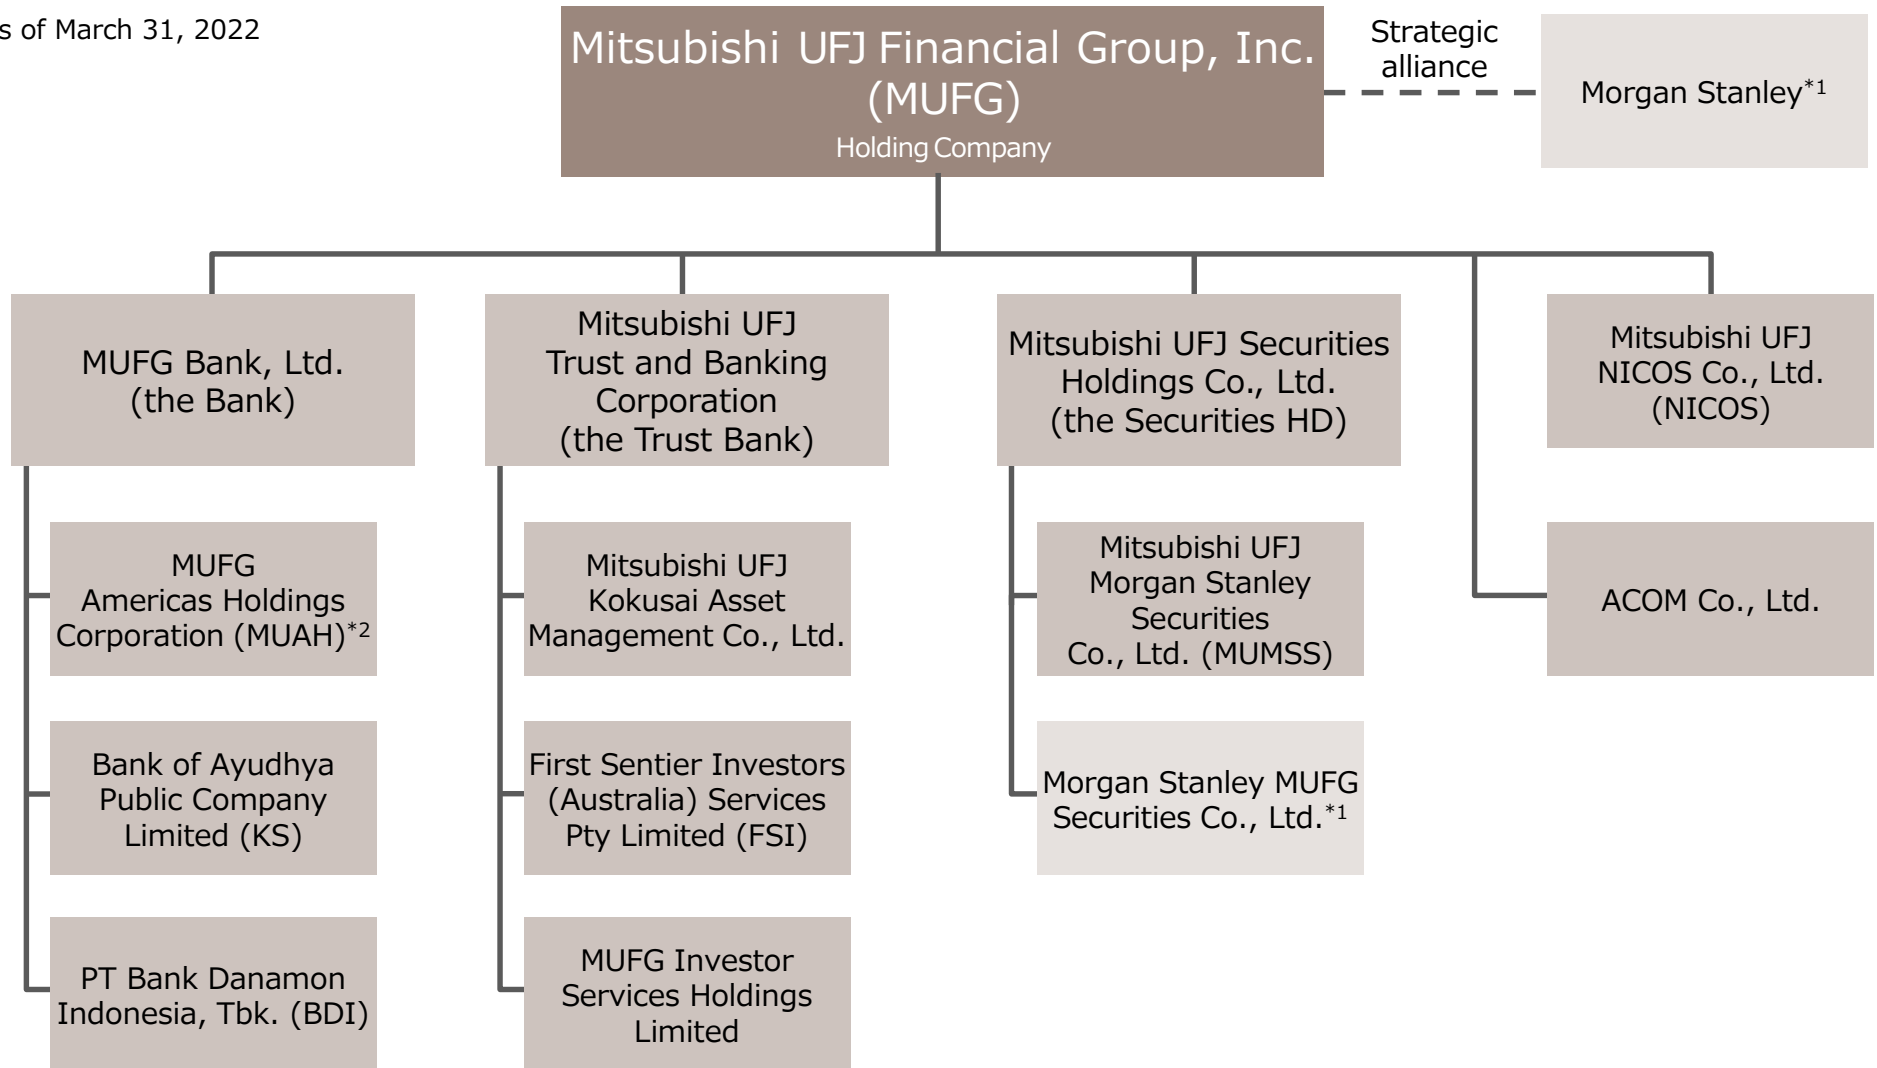 s of March 31, 2022
Mitsubishi UFJ Financial Group, Inc.
(MUFG)
Holding Company
Strategic
alliance
Morgan Stanley*1
MUFG Bank, Ltd.
(the Bank)
Mitsubishi UFJ
Trust and Banking
Corporation
(the Trust Bank)
Mitsubishi UFJ Securities
Holdings Co., Ltd.
(the Securities HD)
Mitsubishi UFJ
NICOS Co., Ltd.
(NICOS)
MUFG
Americas Holdings
Corporation (MUAH)*2
Mitsubishi UFJ
Kokusai Asset
Management Co., Ltd.
Mitsubishi UFJ
Morgan Stanley
Securities
Co., Ltd. (MUMSS)
ACOM Co., Ltd.
Bank of Ayudhya
Public Company
Limited (KS)
First Sentier Investors
(Australia) Services
Pty Limited (FSI)
Morgan Stanley MUFG
Securities Co., Ltd.*1
PT Bank Danamon
Indonesia, Tbk. (BDI)
MUFG Investor
Services Holdings
Limited